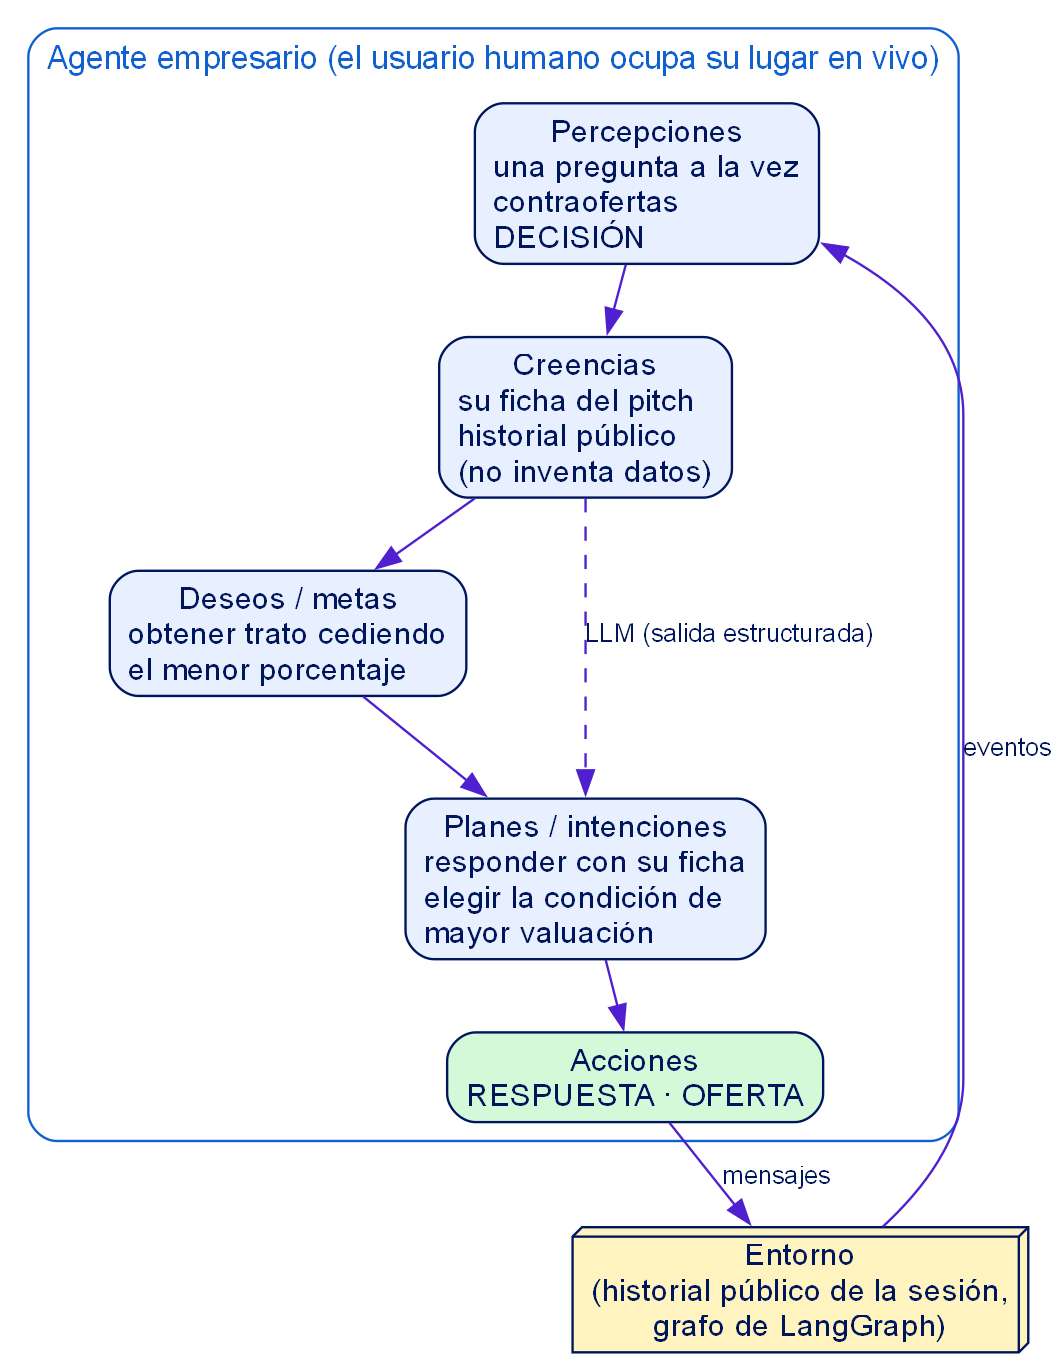 Agente empresario (el usuario humano ocupa su lugar en vivo)
Percepciones
una pregunta a la vez
contraofertas
DECISIÓN
Creencias
su ficha del pitch
historial público
(no inventa datos)
Deseos / metas
obtener trato cediendo
el menor porcentaje
LLM (salida estructurada)
eventos
Planes / intenciones
responder con su ficha
elegir la condición de
mayor valuación
Acciones
RESPUESTA · OFERTA
mensajes
Entorno
(historial público de la sesión,
grafo de LangGraph)